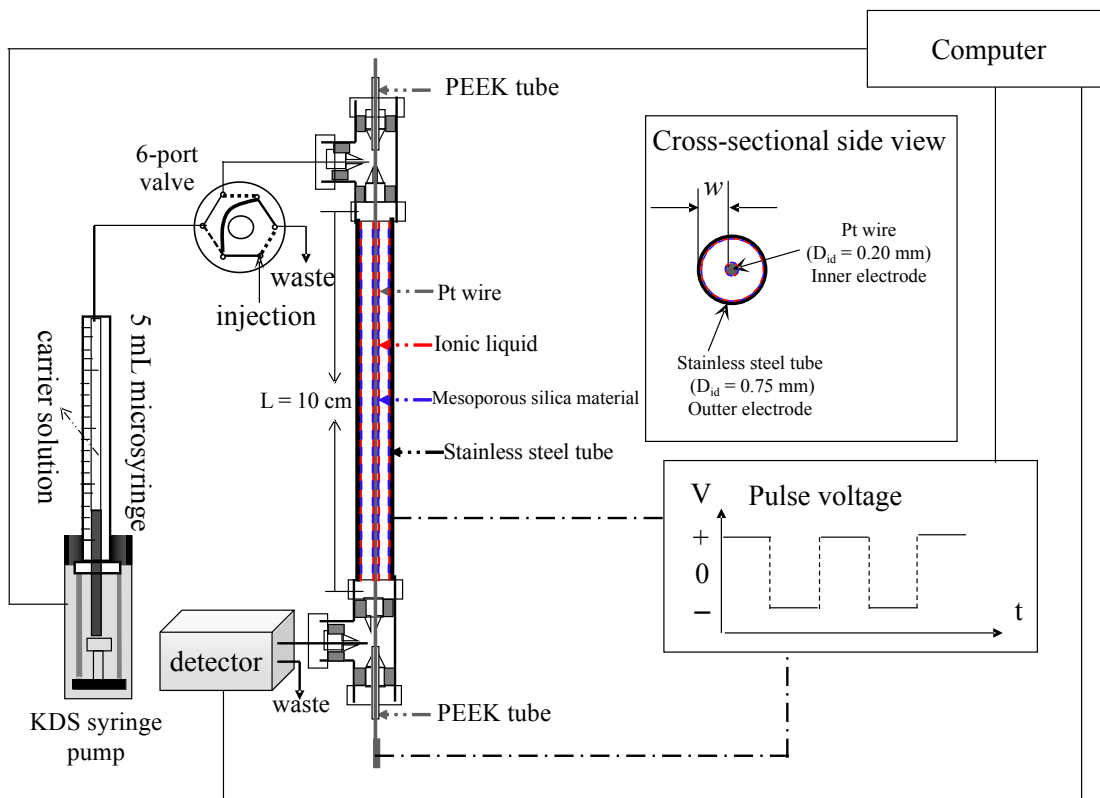 Computer
PEEK tube
6-port
valve
waste
injection
5 mL microsyringe
carrier solution
KDS syringe
pump
L = 10 cm
Pt wire
Ionic liquid
Mesoporous silica material
Stainless steel tube
detector
waste
PEEK tube
Cross-sectional side view
w
Pt wire
(D_id = 0.20 mm)
Inner electrode
Stainless steel tube
(D_id = 0.75 mm)
Outter electrode
Pulse voltage
V
+
0
−
t